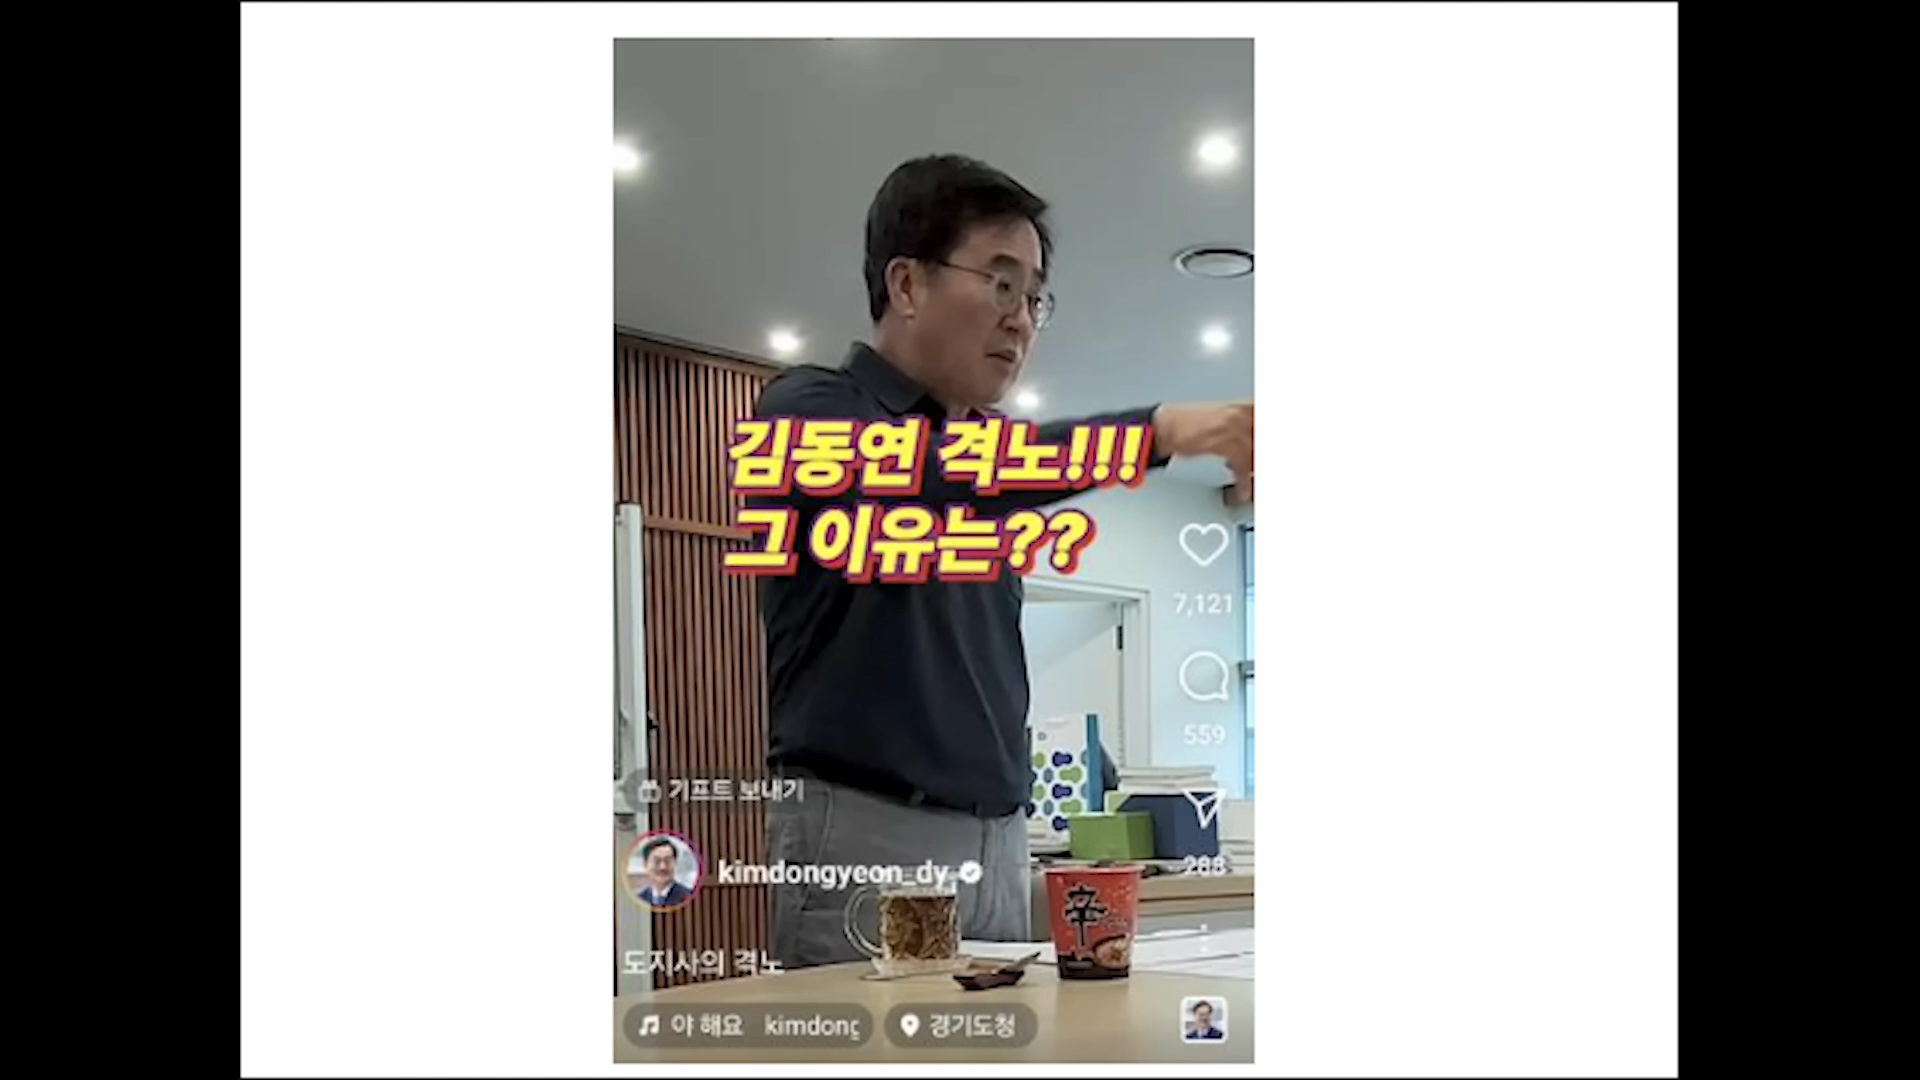 김동연 격노!!!
그 이유는??
7,121
559
기프트 보내기
288
kimdongyeon_dy
辛
도지사의 격노
야 해요 kimdong
경기도청